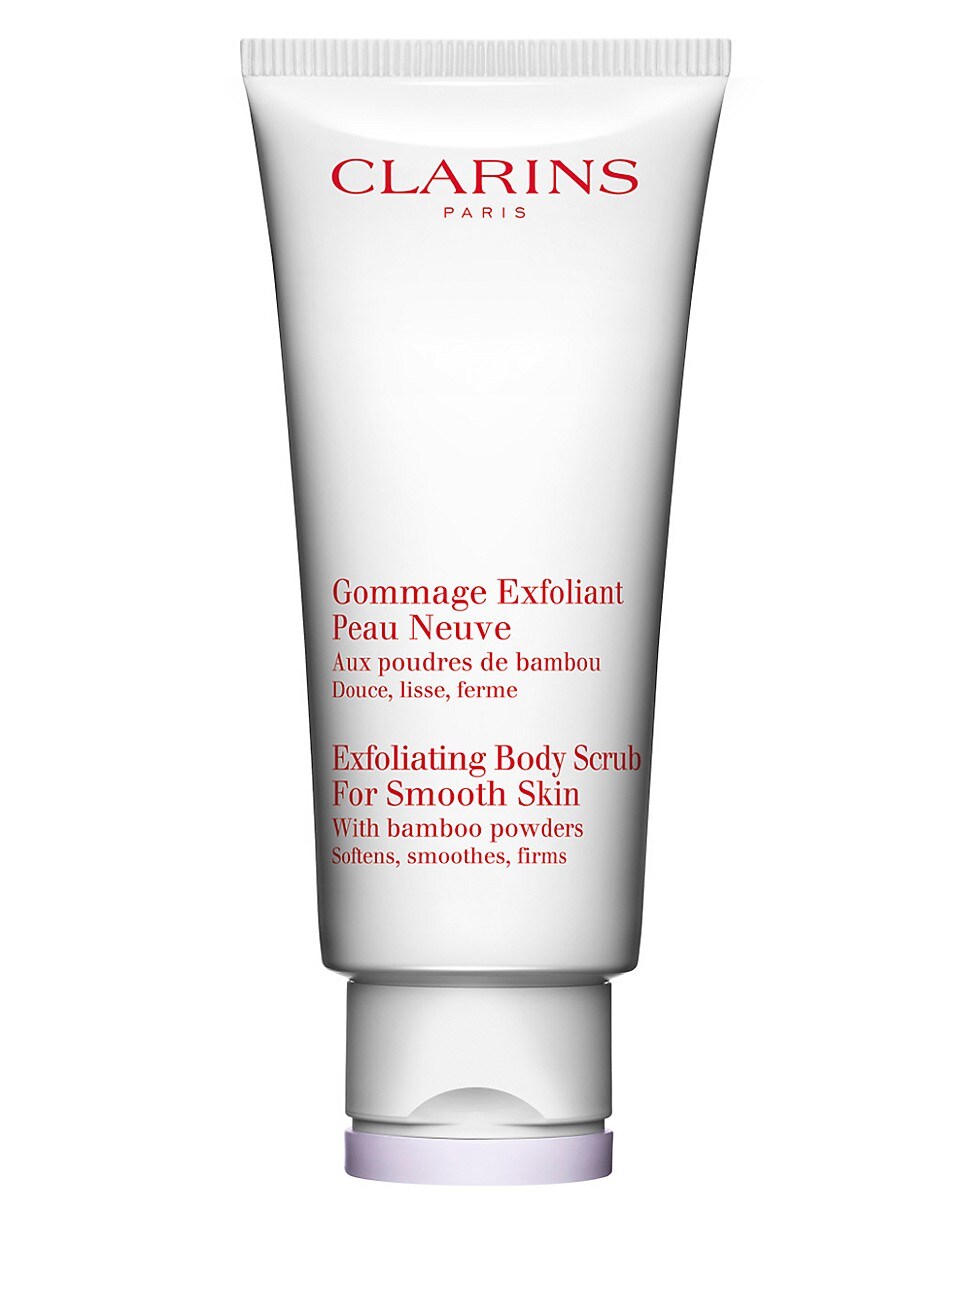 CLARINS
PARIS
Gommage Exfoliant
Peau Neuve
Aux poudres de bambou
Douce, lisse, ferme
Exfoliating Body Scrub
For Smooth Skin
With bamboo powders
Softens, smoothes, firms